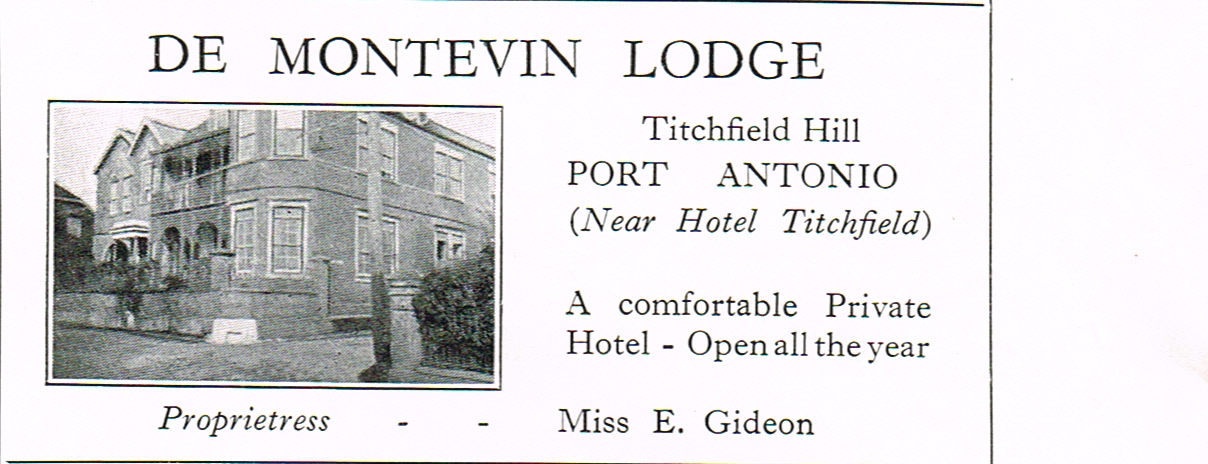 DE MONTEVIN LODGE
Titchfield Hill
PORT ANTONIO
(Near Hotel Titchfield)
A comfortable Private
Hotel - Open all the year
Proprietress - - Miss E. Gideon